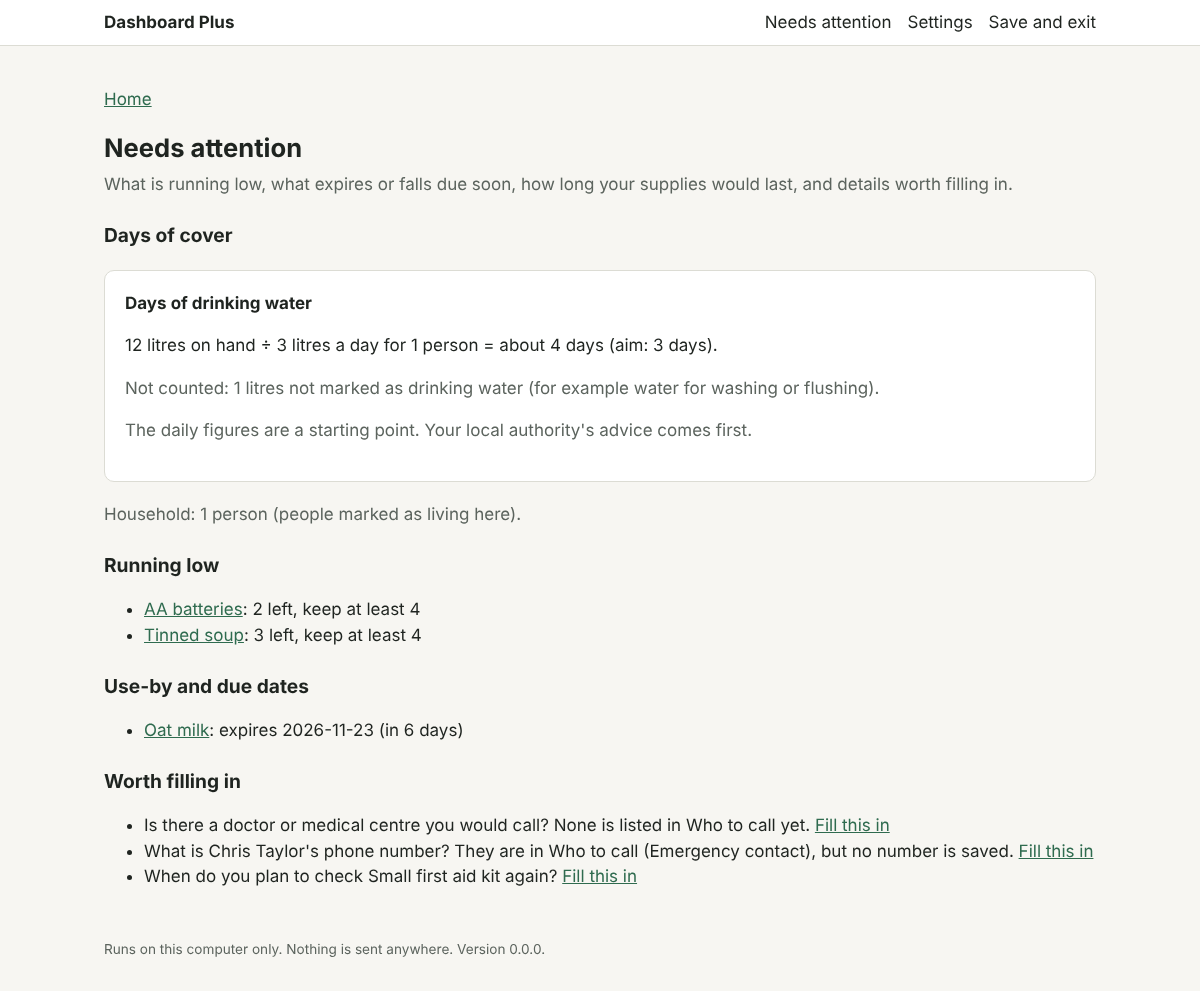 Dashboard Plus
Needs attention Settings Save and exit
Home
Needs attention
What is running low, what expires or falls due soon, how long your supplies would last, and details worth filling in.
Days of cover
Days of drinking water
12 litres on hand ÷ 3 litres a day for 1 person = about 4 days (aim: 3 days).
Not counted: 1 litres not marked as drinking water (for example water for washing or flushing).
The daily figures are a starting point. Your local authority's advice comes first.
Household: 1 person (people marked as living here).
Running low
AA batteries: 2 left, keep at least 4
Tinned soup: 3 left, keep at least 4
Use-by and due dates
Oat milk: expires 2026-11-23 (in 6 days)
Worth filling in
Is there a doctor or medical centre you would call? None is listed in Who to call yet. Fill this in
What is Chris Taylor's phone number? They are in Who to call (Emergency contact), but no number is saved. Fill this in
When do you plan to check Small first aid kit again? Fill this in
Runs on this computer only. Nothing is sent anywhere. Version 0.0.0.